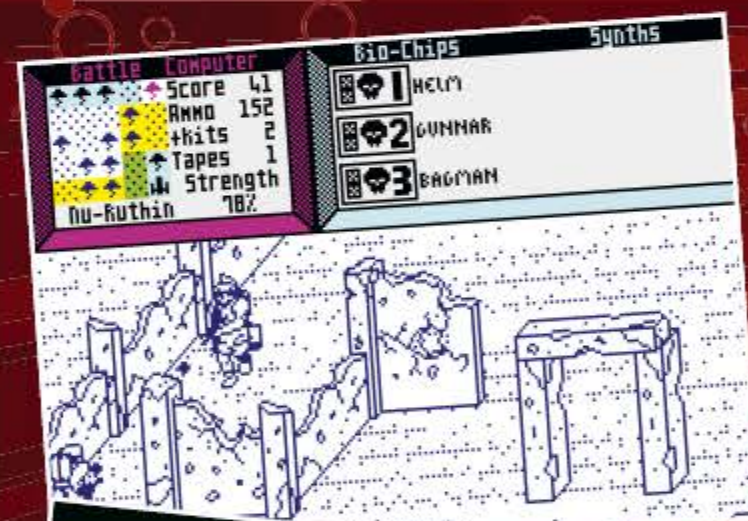 Battle Computer
Score 41
Ammo 152
+Kits 2
Tapes 1
Strength
Nu-Ruthin 78%
Bio-Chips Synths
1 HELM
2 GUNNAR
3 BAGMAN